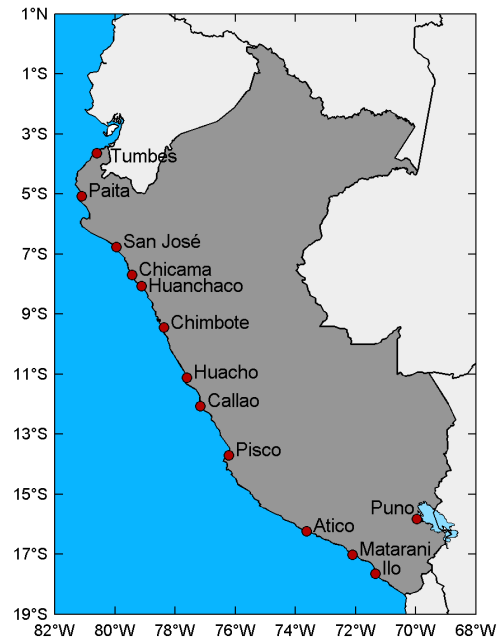 1°N
1°S
3°S
Tumbes
5°S
Paita
7°S
San José
Chicama
Huanchaco
9°S
Chimbote
11°S
Huacho
Callao
13°S
Pisco
15°S
Puno
Atico
17°S
Matarani
Ilo
19°S
82°W 80°W 78°W 76°W 74°W 72°W 70°W 68°W